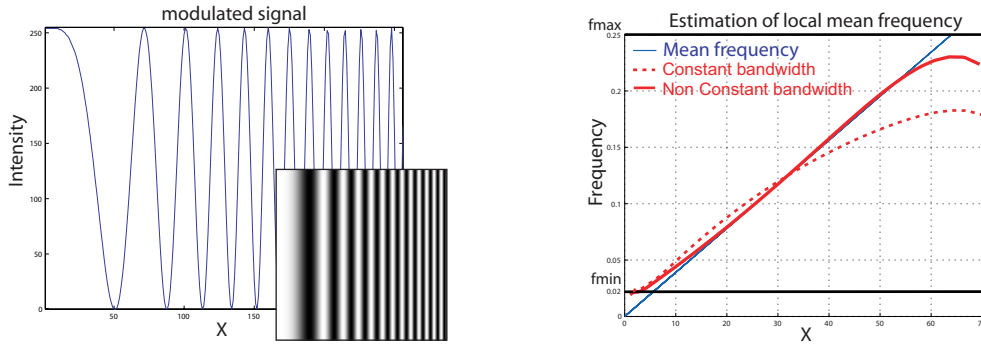 modulated signal
250
200
150
100
50
0
Intensity
50
100
150
X
Estimation of local mean frequency
fmax
0.25
Mean frequency
Constant bandwidth
Non Constant bandwidth
0.2
0.15
0.1
0.05
fmin
0.02
0
Frequency
0 10 20 30 40 50 60 70
X